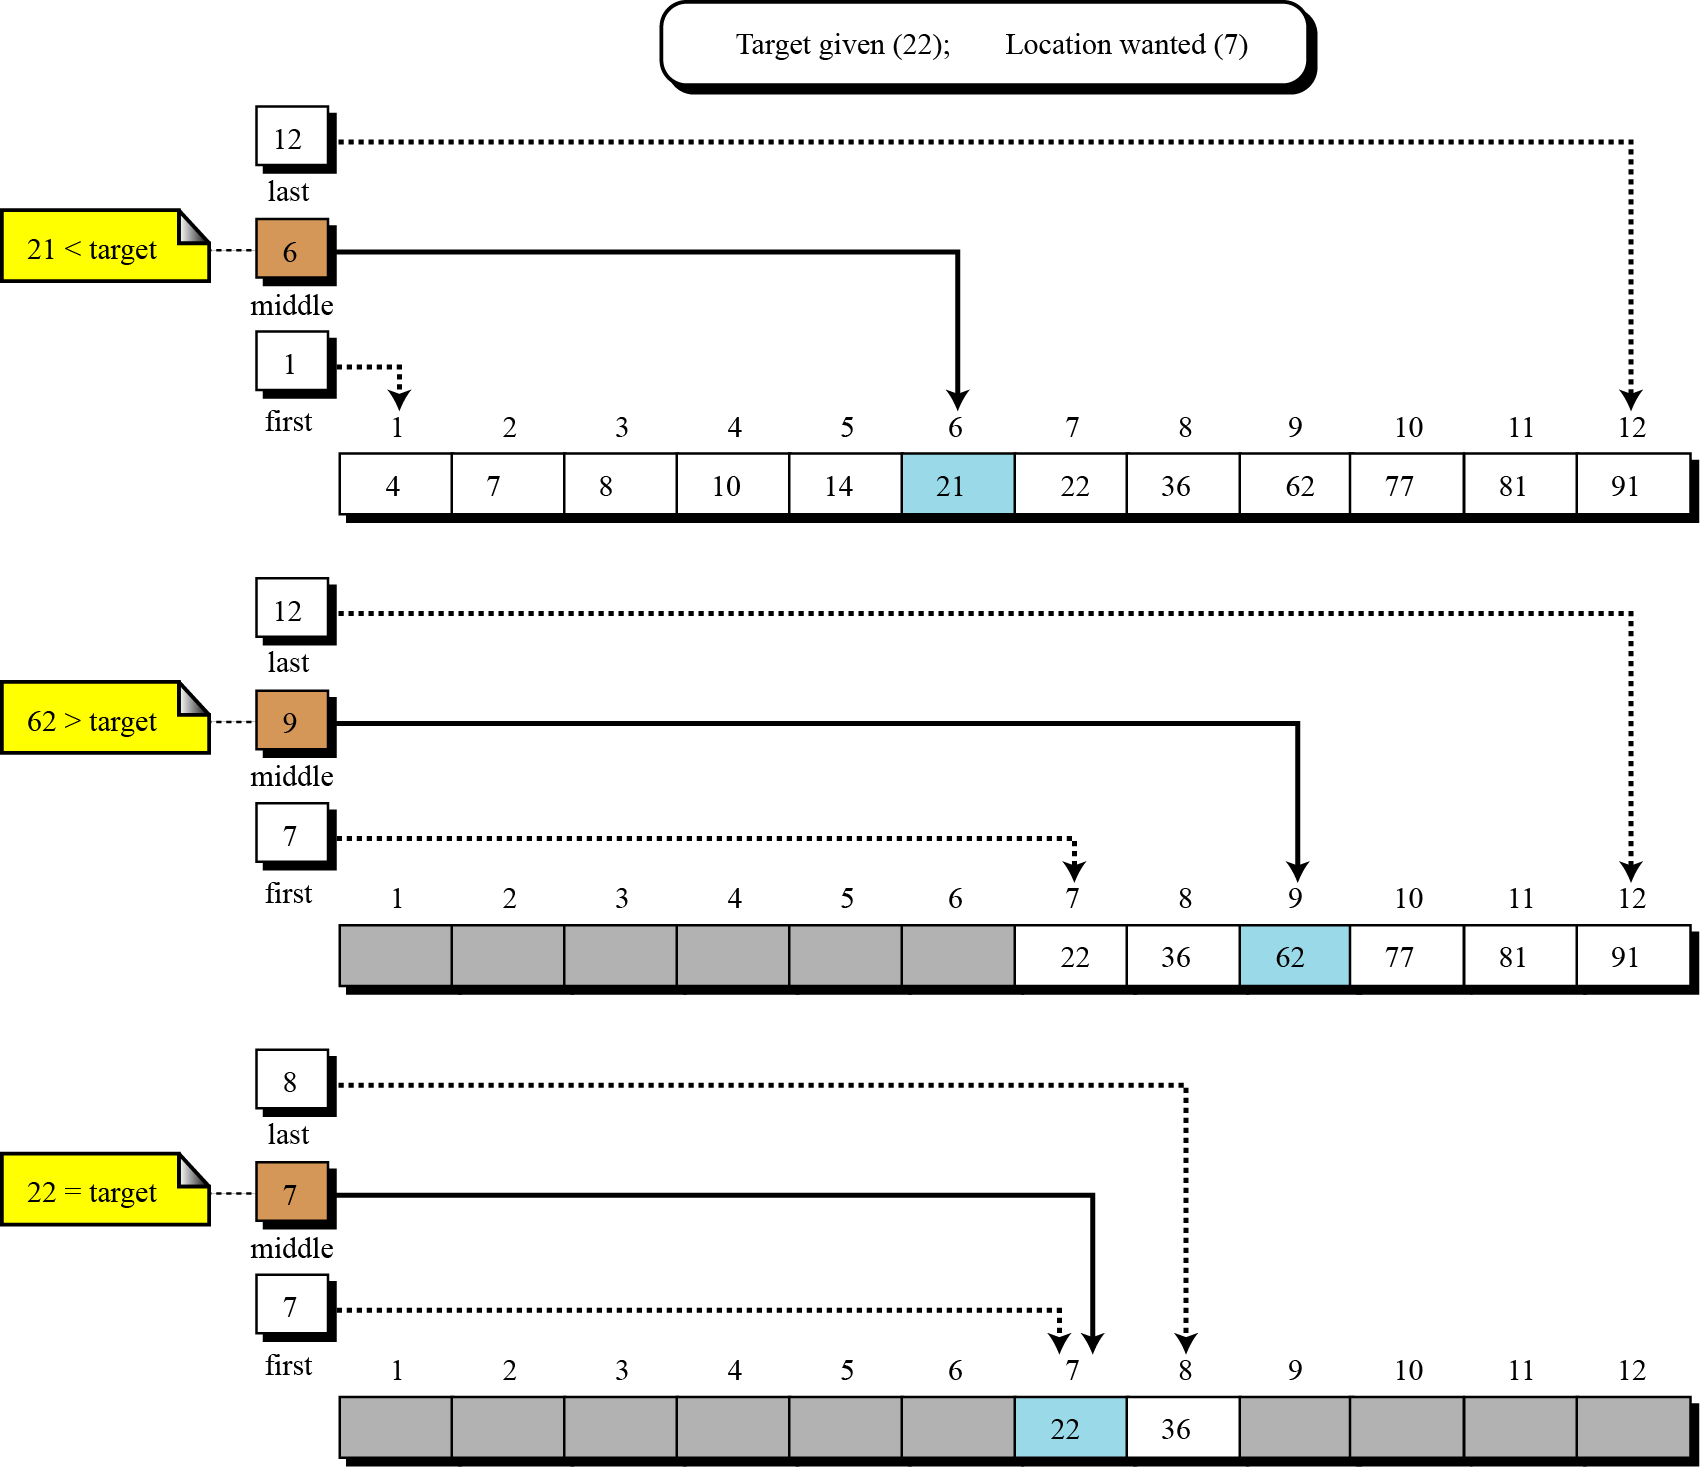 Target given (22); Location wanted (7)
12
last
21 < target
6
middle
1
first
1 2 3 4 5 6 7 8 9 10 11 12
4 7 8 10 14 21 22 36 62 77 81 91
12
last
62 > target
9
middle
7
first
1 2 3 4 5 6 7 8 9 10 11 12
22 36 62 77 81 91
8
last
22 = target
7
middle
7
first
1 2 3 4 5 6 7 8 9 10 11 12
22 36